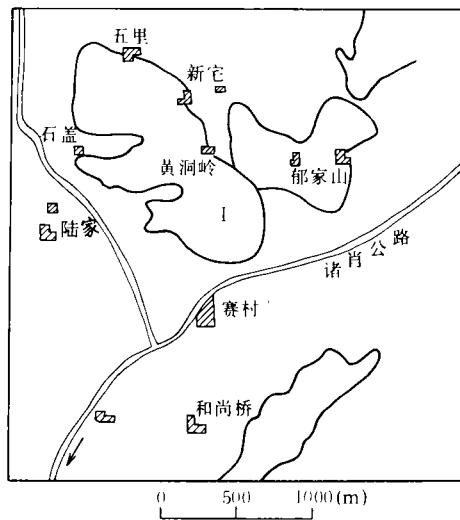 五里
新宅
石盖
黄洞岭
郁家山
I
陆家
诸肖公路
赛村
和尚桥
0 500 1000(m)